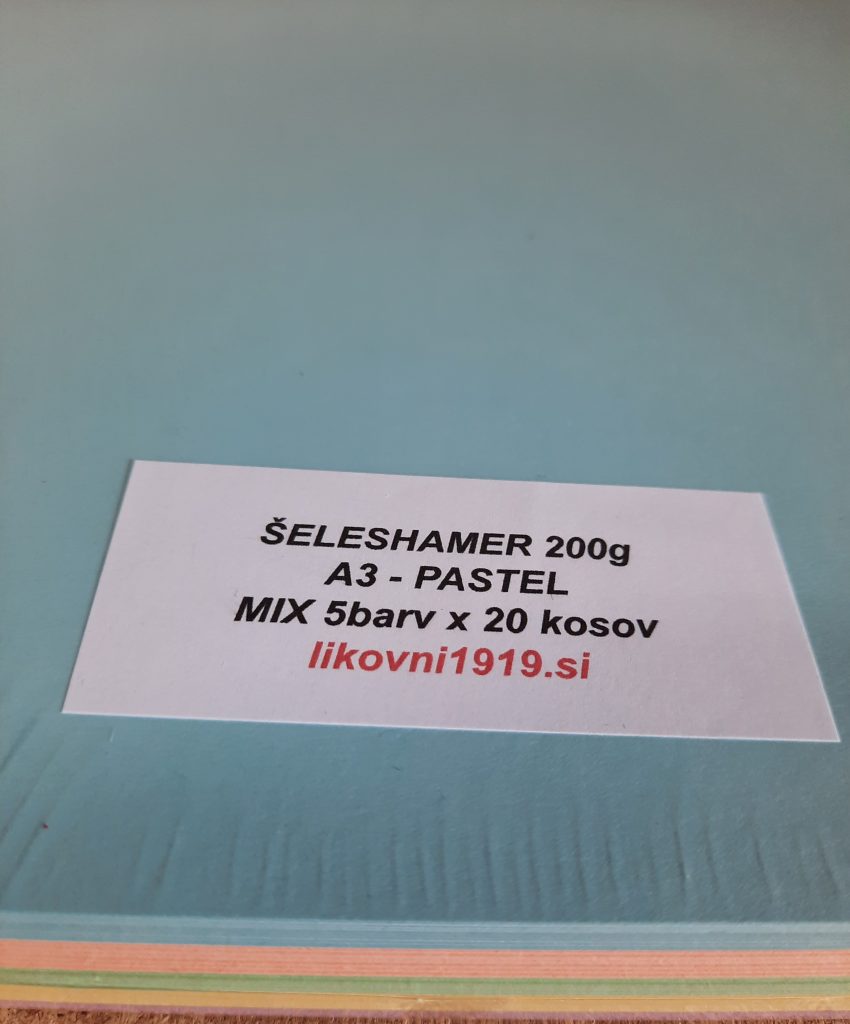 ŠELESHAMER 200g
A3 - PASTEL
MIX 5barv x 20 kosov
likovni1919.si